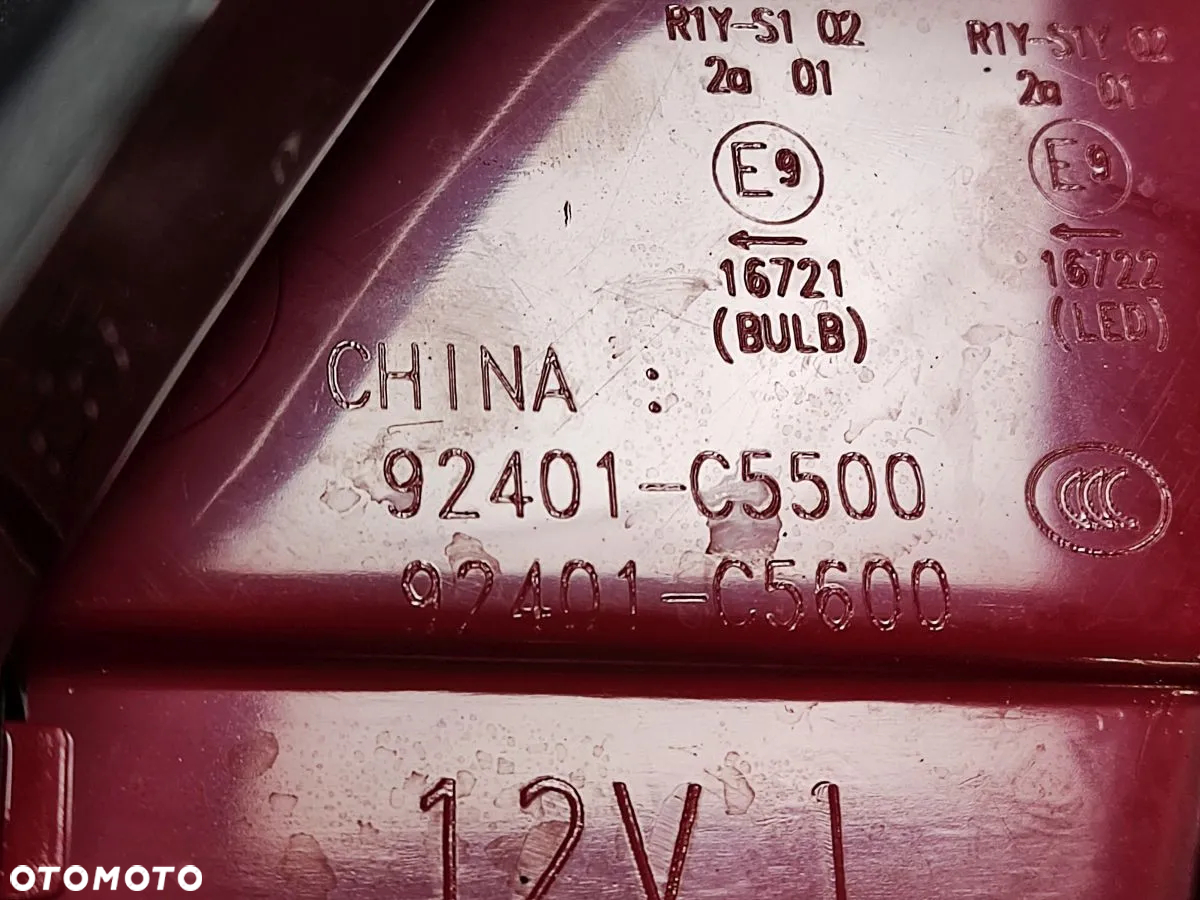 R1Y-S1 02
2a 01
E9
16721
(BULB)
R1Y-S1Y 02
2a 01
E9
16722
(LED)
CHINA :
92401-C5500
92401-C5600
CCC
12V
OTOMOTO